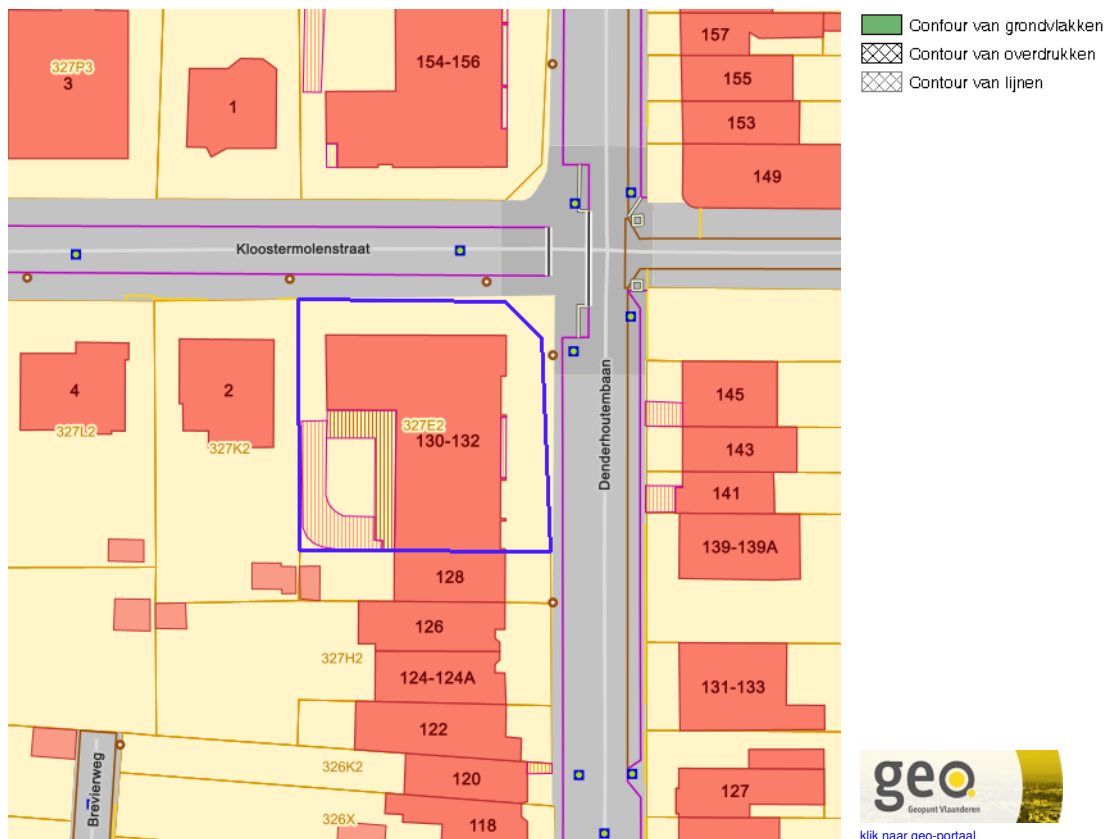 157
Contour van grondvlakken
Contour van overdrukken
Contour van lijnen
154-156
155
327P3
3
1
153
149
Kloostermolenstraat
Denderhoutembaan
4
327L2
2
327K2
327E2
130-132
145
143
141
139-139A
128
126
327H2
124-124A
131-133
122
326K2
120
127
Brevierweg
326X
118
geo
Geopunt Vlaanderen
klik naar geo-portaal